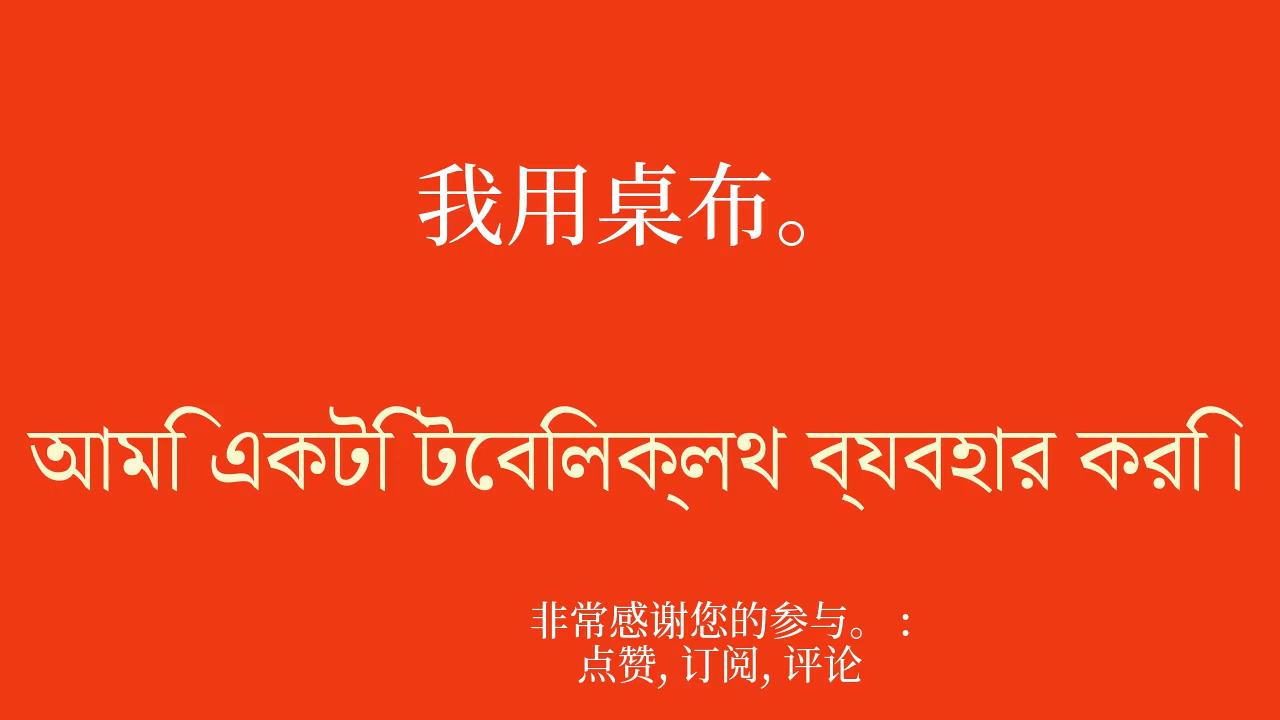 我用桌布。
আমি একটি টেবিলক্লথ ব্যবহার করি।
非常感谢您的参与。 :
点赞, 订阅, 评论